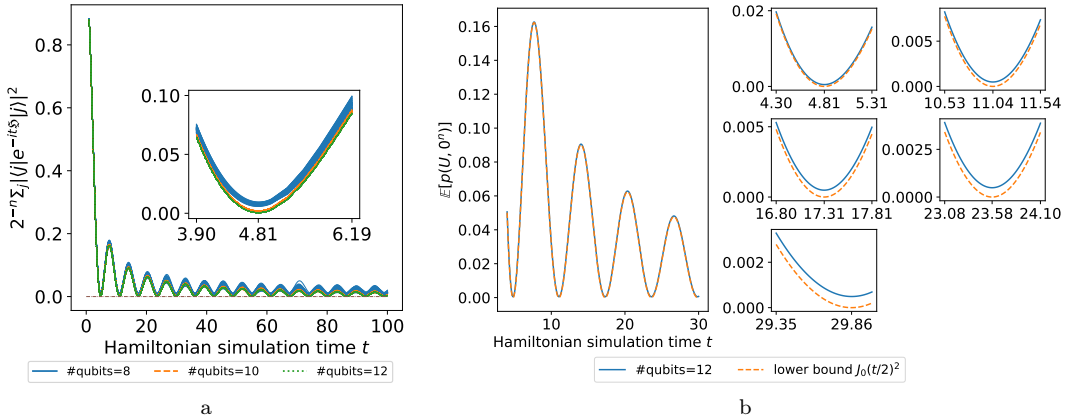 2⁻ⁿΣⱼ|⟨j|e^{-itℌ}|j⟩|²
0.8
0.6
0.4
0.2
0.0
0.10
0.05
0.00
3.90 4.81 6.19
0 20 40 60 80 100
Hamiltonian simulation time t
#qubits=8 #qubits=10 #qubits=12
a
𝔼[p(U, 0ⁿ)]
0.16
0.14
0.12
0.10
0.08
0.06
0.04
0.02
0.00
10 20 30
Hamiltonian simulation time t
0.02
0.00
4.30 4.81 5.31
0.005
0.000
10.53 11.04 11.54
0.005
0.000
16.80 17.31 17.81
0.0025
0.0000
23.08 23.58 24.10
0.002
0.000
29.35 29.86
#qubits=12 lower bound J₀(t/2)²
b